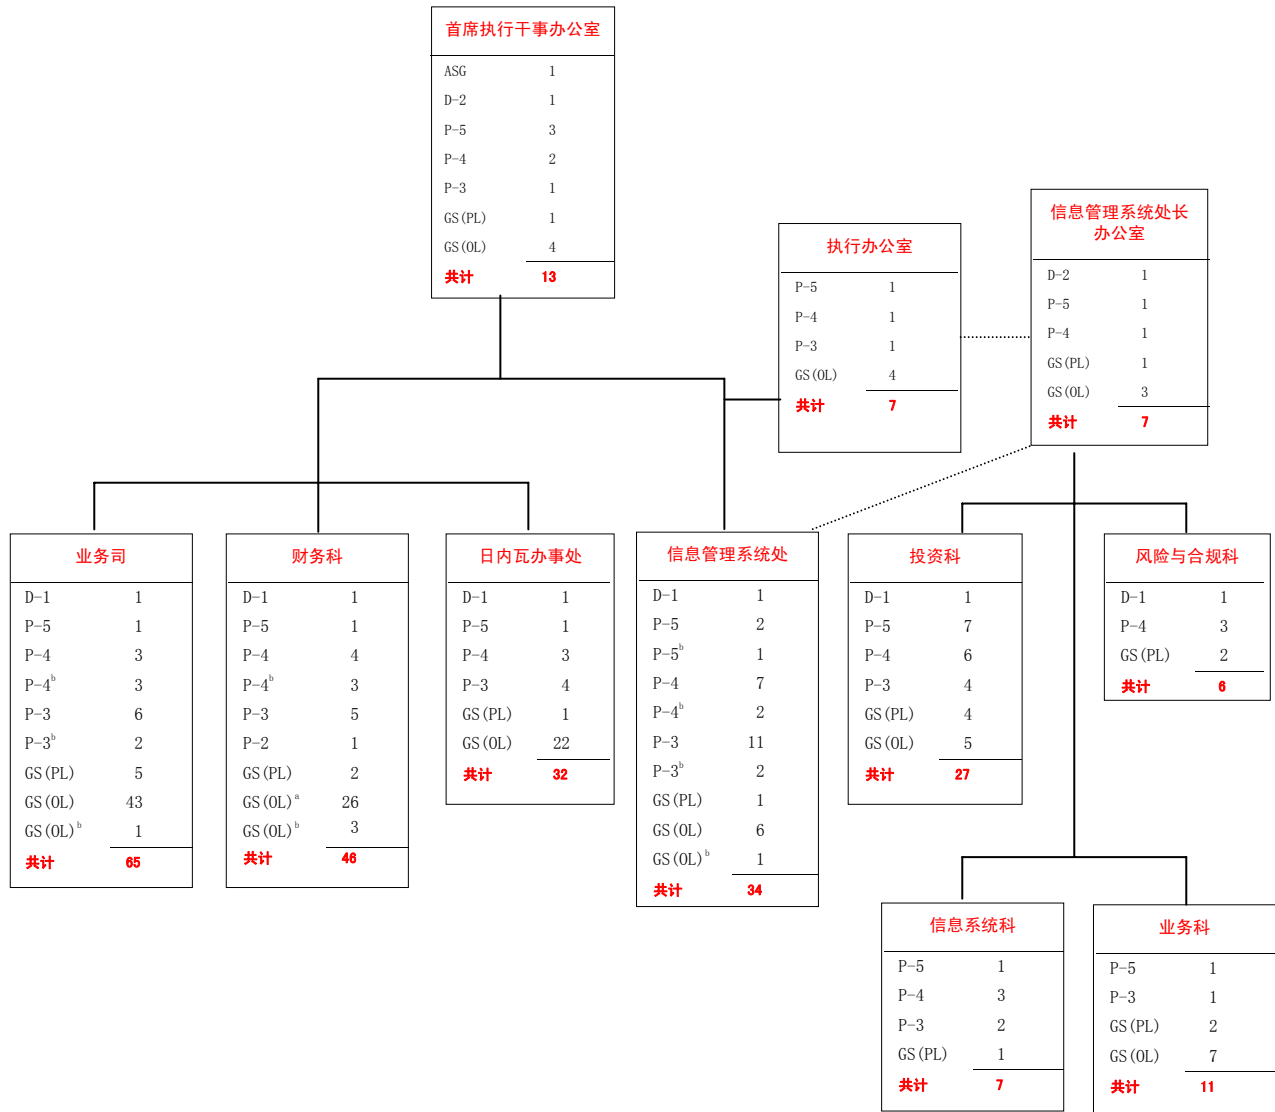 首席执行干事办公室
ASG 1
D-2 1
P-5 3
P-4 2
P-3 1
GS(PL) 1
GS(OL) 4
共计 13
执行办公室
P-5 1
P-4 1
P-3 1
GS(OL) 4
共计 7
信息管理系统处长
办公室
D-2 1
P-5 1
P-4 1
GS(PL) 1
GS(OL) 3
共计 7
业务司
D-1 1
P-5 1
P-4 3
P-4ᵇ 3
P-3 6
P-3ᵇ 2
GS(PL) 5
GS(OL) 43
GS(OL)ᵇ 1
共计 65
财务科
D-1 1
P-5 1
P-4 4
P-4ᵇ 3
P-3 5
P-2 1
GS(PL) 2
GS(OL)ᵃ 26
GS(OL)ᵇ 3
共计 46
日内瓦办事处
D-1 1
P-5 1
P-4 3
P-3 4
GS(PL) 1
GS(OL) 22
共计 32
信息管理系统处
D-1 1
P-5 2
P-5ᵇ 1
P-4 7
P-4ᵇ 2
P-3 11
P-3ᵇ 2
GS(PL) 1
GS(OL) 6
GS(OL)ᵇ 1
共计 34
投资科
D-1 1
P-5 7
P-4 6
P-3 4
GS(PL) 4
GS(OL) 5
共计 27
风险与合规科
D-1 1
P-4 3
GS(PL) 2
共计 6
信息系统科
P-5 1
P-4 3
P-3 2
GS(PL) 1
共计 7
业务科
P-5 1
P-3 1
GS(PL) 2
GS(OL) 7
共计 11